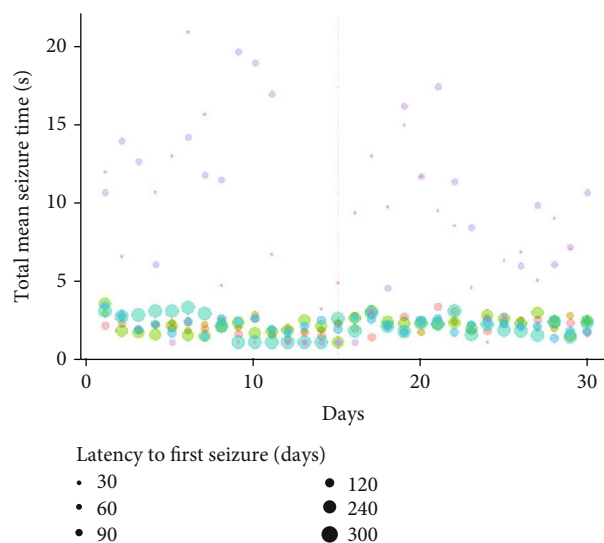 Total mean seizure time (s)
20
15
10
5
0
0 10 20 30
Days
Latency to first seizure (days)
30 120
60 240
90 300